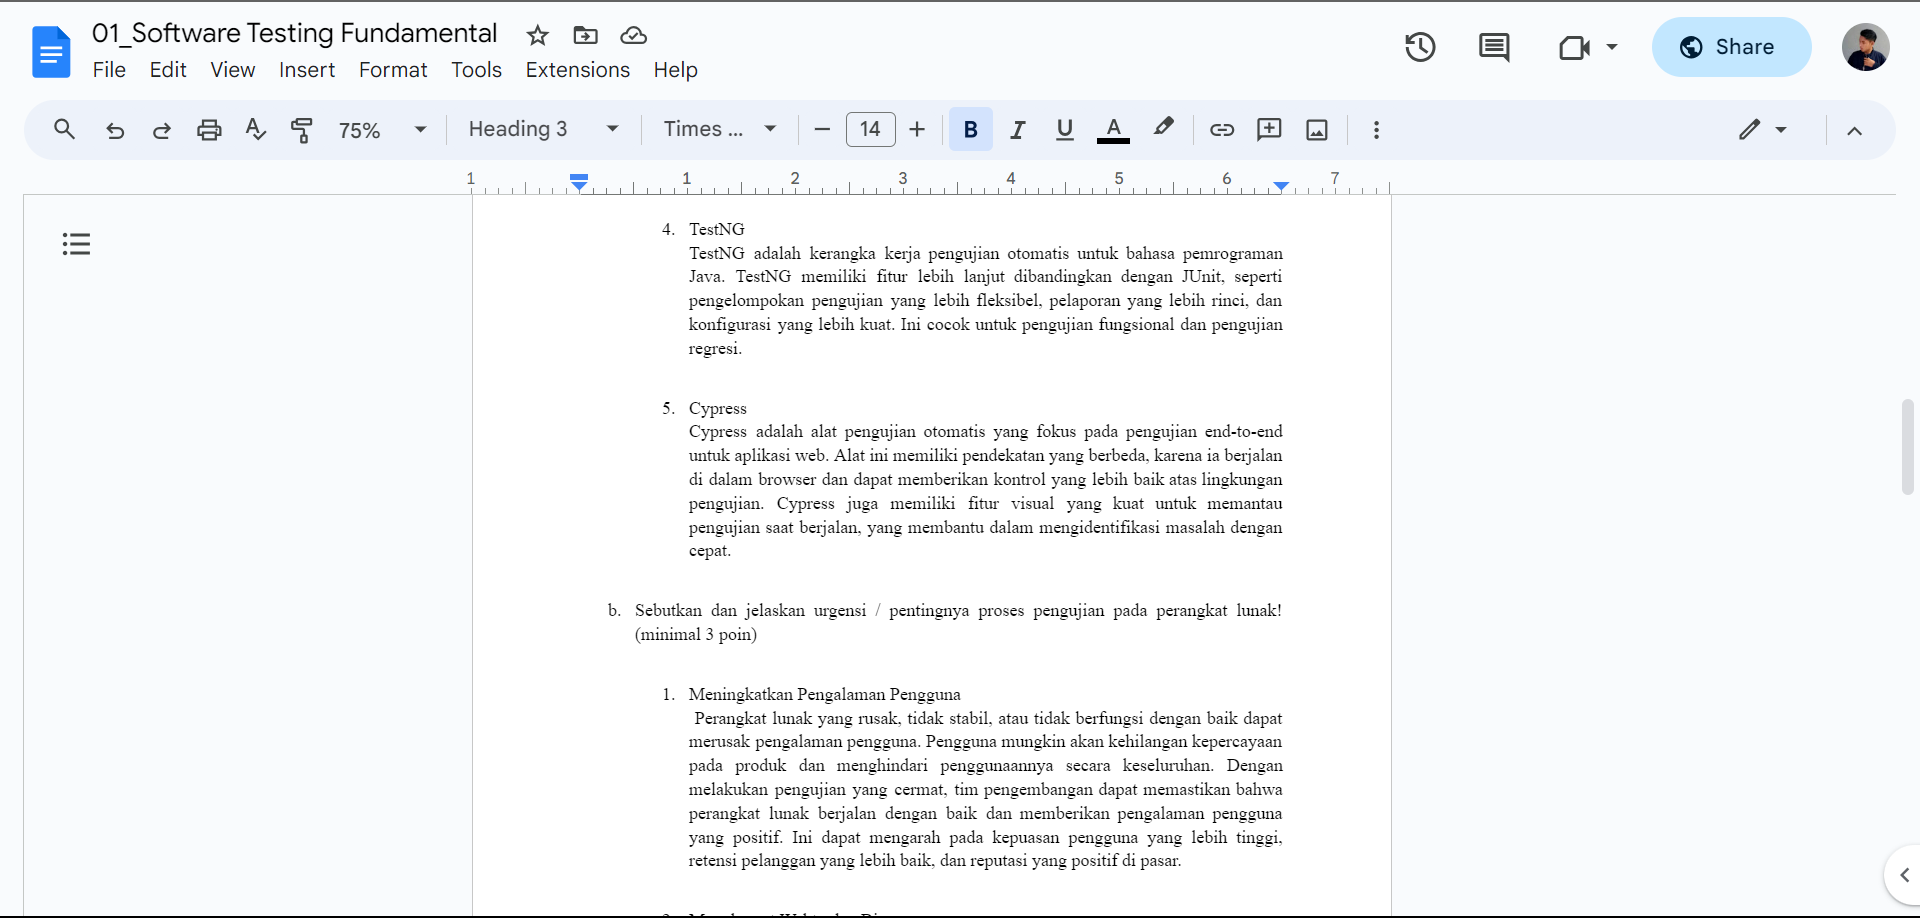 01_Software Testing Fundamental
File Edit View Insert Format Tools Extensions Help
Share
75% Heading 3 Times ... 14 B I U A
1 1 2 3 4 5 6 7
4. TestNG
TestNG adalah kerangka kerja pengujian otomatis untuk bahasa pemrograman
Java. TestNG memiliki fitur lebih lanjut dibandingkan dengan JUnit, seperti
pengelompokan pengujian yang lebih fleksibel, pelaporan yang lebih rinci, dan
konfigurasi yang lebih kuat. Ini cocok untuk pengujian fungsional dan pengujian
regresi.
5. Cypress
Cypress adalah alat pengujian otomatis yang fokus pada pengujian end-to-end
untuk aplikasi web. Alat ini memiliki pendekatan yang berbeda, karena ia berjalan
di dalam browser dan dapat memberikan kontrol yang lebih baik atas lingkungan
pengujian. Cypress juga memiliki fitur visual yang kuat untuk memantau
pengujian saat berjalan, yang membantu dalam mengidentifikasi masalah dengan
cepat.
b. Sebutkan dan jelaskan urgensi / pentingnya proses pengujian pada perangkat lunak!
(minimal 3 poin)
1. Meningkatkan Pengalaman Pengguna
Perangkat lunak yang rusak, tidak stabil, atau tidak berfungsi dengan baik dapat
merusak pengalaman pengguna. Pengguna mungkin akan kehilangan kepercayaan
pada produk dan menghindari penggunaannya secara keseluruhan. Dengan
melakukan pengujian yang cermat, tim pengembangan dapat memastikan bahwa
perangkat lunak berjalan dengan baik dan memberikan pengalaman pengguna
yang positif. Ini dapat mengarah pada kepuasan pengguna yang lebih tinggi,
retensi pelanggan yang lebih baik, dan reputasi yang positif di pasar.